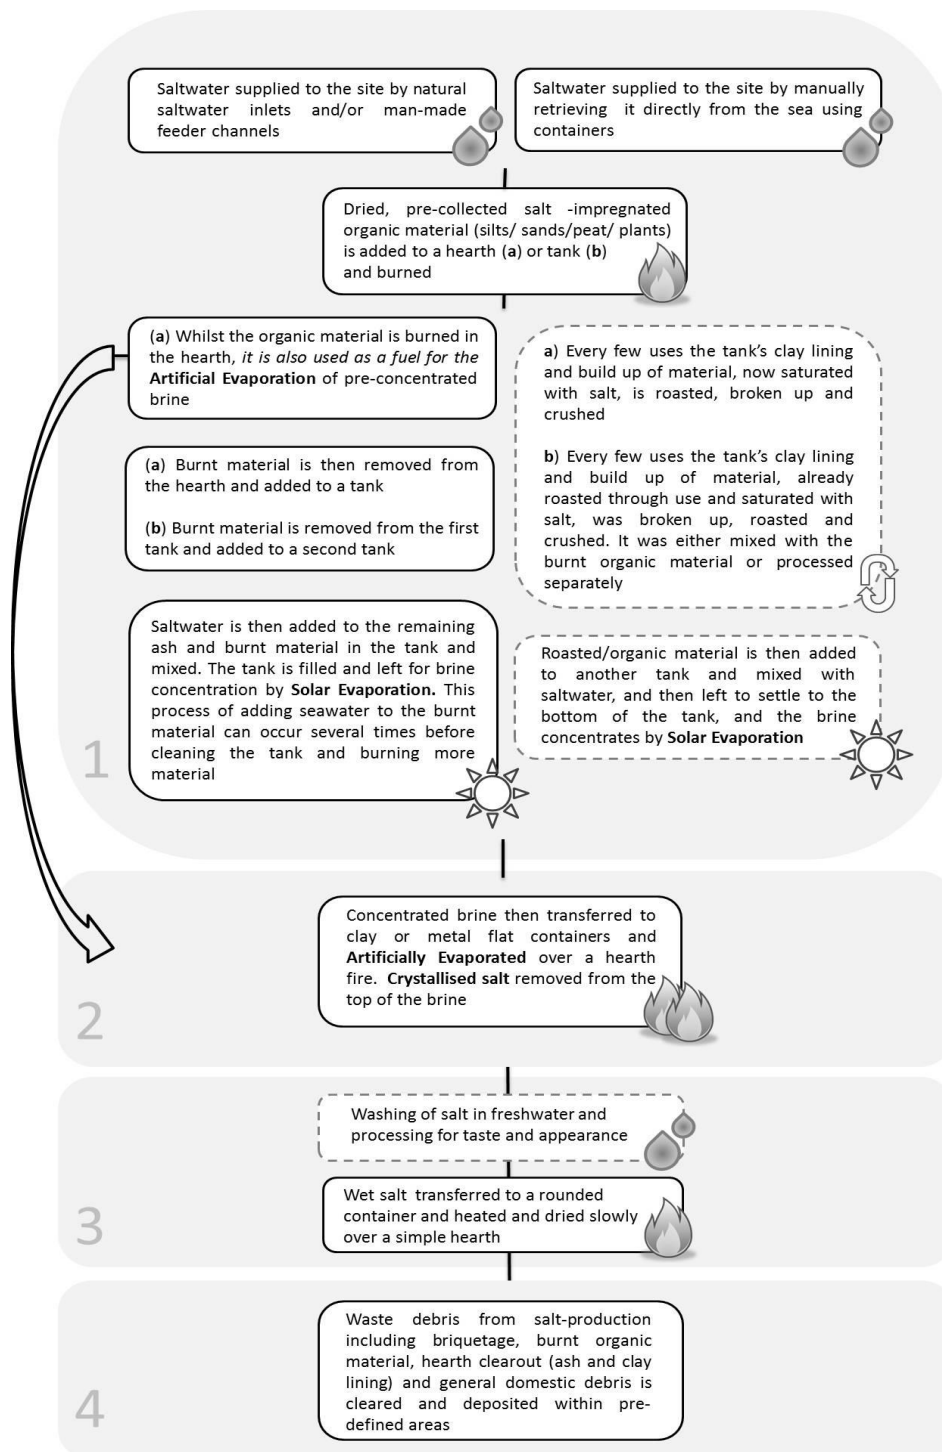 Saltwater supplied to the site by natural
saltwater inlets and/or man-made
feeder channels
Saltwater supplied to the site by manually
retrieving it directly from the sea using
containers
Dried, pre-collected salt -impregnated
organic material (silts/ sands/peat/ plants)
is added to a hearth (a) or tank (b)
and burned
(a) Whilst the organic material is burned in
the hearth, it is also used as a fuel for the
Artificial Evaporation of pre-concentrated
brine
(a) Burnt material is then removed from
the hearth and added to a tank
(b) Burnt material is removed from the first
tank and added to a second tank
a) Every few uses the tank's clay lining
and build up of material, now saturated
with salt, is roasted, broken up and
crushed
b) Every few uses the tank's clay lining
and build up of material, already
roasted through use and saturated with
salt, was broken up, roasted and
crushed. It was either mixed with the
burnt organic material or processed
separately
Saltwater is then added to the remaining
ash and burnt material in the tank and
mixed. The tank is filled and left for brine
concentration by Solar Evaporation. This
process of adding seawater to the burnt
material can occur several times before
cleaning the tank and burning more
material
Roasted/organic material is then added
to another tank and mixed with
saltwater, and then left to settle to the
bottom of the tank, and the brine
concentrates by Solar Evaporation
1
Concentrated brine then transferred to
clay or metal flat containers and
Artificially Evaporated over a hearth
fire. Crystallised salt removed from the
top of the brine
2
Washing of salt in freshwater and
processing for taste and appearance
Wet salt transferred to a rounded
container and heated and dried slowly
over a simple hearth
3
Waste debris from salt-production
including briquetage, burnt organic
material, hearth clearout (ash and clay
lining) and general domestic debris is
cleared and deposited within pre-
defined areas
4